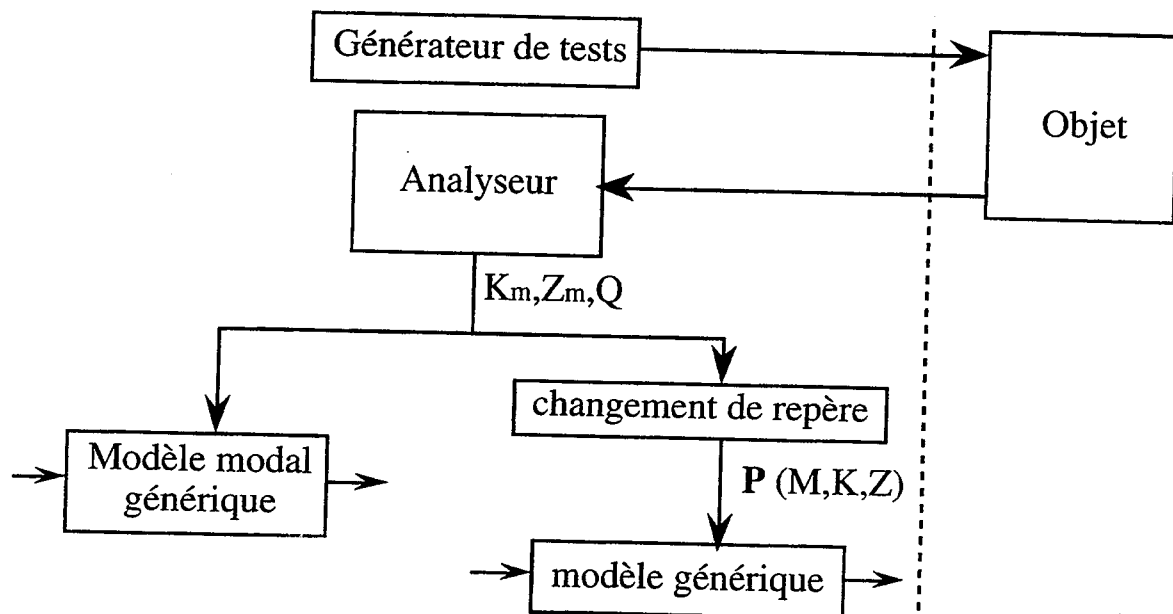 Générateur de tests
Objet
Analyseur
Km,Zm,Q
changement de repère
Modèle modal
générique
P (M,K,Z)
modèle générique